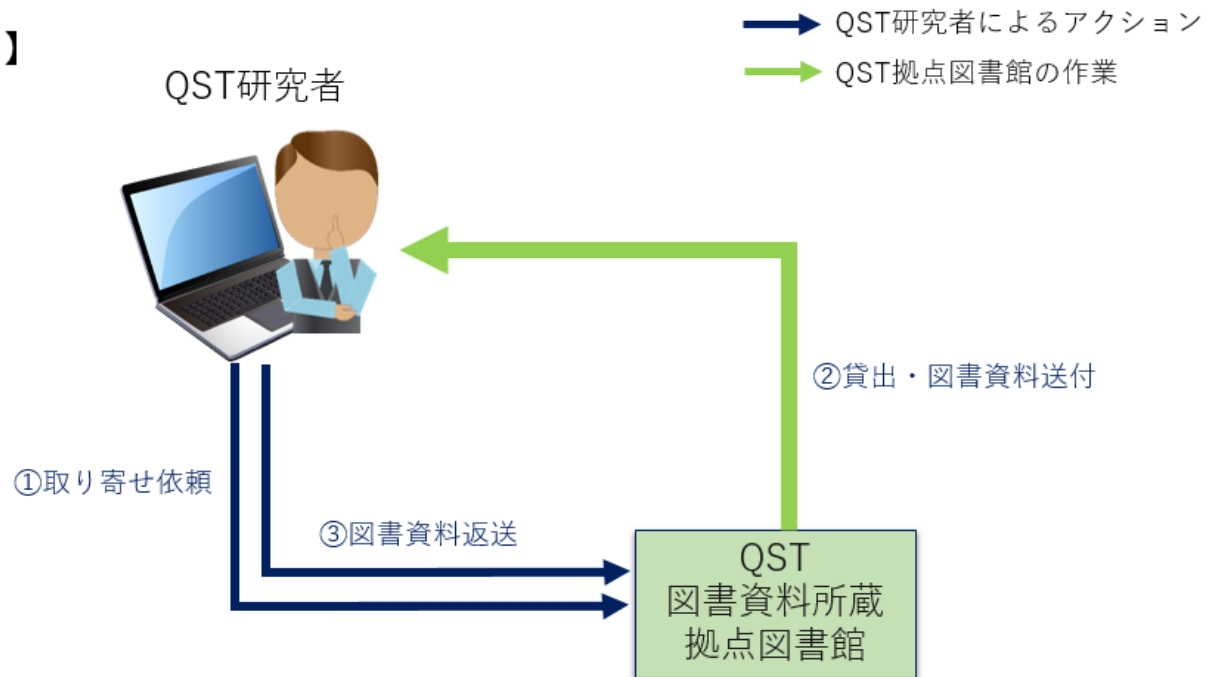 】
QST研究者によるアクション
QST拠点図書館の作業
QST研究者
②貸出・図書資料送付
①取り寄せ依頼
③図書資料返送
QST
図書資料所蔵
拠点図書館